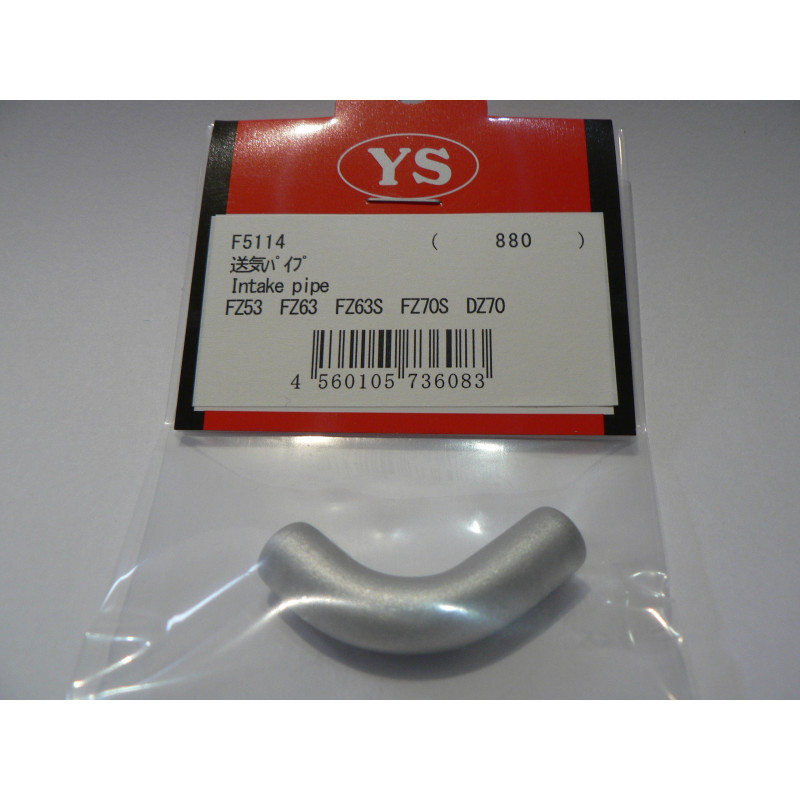 YS
F5114 ( 880 )
送気ﾊﾟｲﾌﾟ
Intake pipe
FZ53 FZ63 FZ63S FZ70S DZ70
4 560105 736083